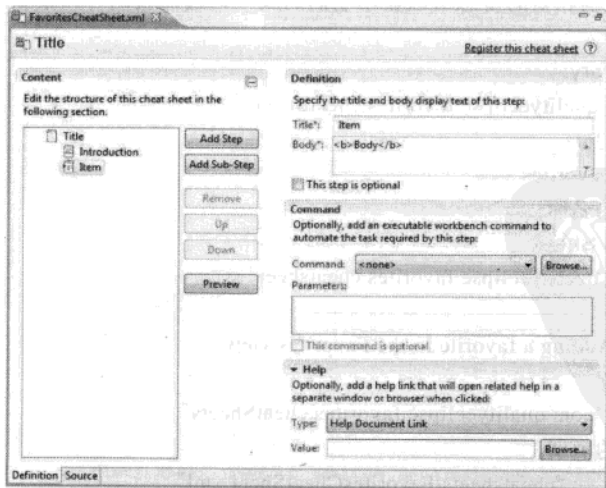 FavoritesCheatSheet.xml
Title
Register this cheat sheet
Content
Edit the structure of this cheat sheet in the
following section.
Title
Introduction
Item
Add Step
Add Sub-Step
Remove
Up
Down
Preview
Definition
Specify the title and body display text of this step:
Title*: Item
Body*: <b>Body</b>
This step is optional
Command
Optionally, add an executable workbench command to
automate the task required by this step:
Command: <none> Browse...
Parameters:
This command is optional
Help
Optionally, add a help link that will open related help in a
separate window or browser when clicked:
Type: Help Document Link
Value: Browse...
Definition Source